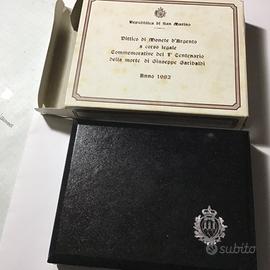 Repubblica di San Marino
Dittico di Monete d'Argento
a corso legale
Commemorative del 1° Centenario
della morte di Giuseppe Garibaldi
Anno 1982
subito